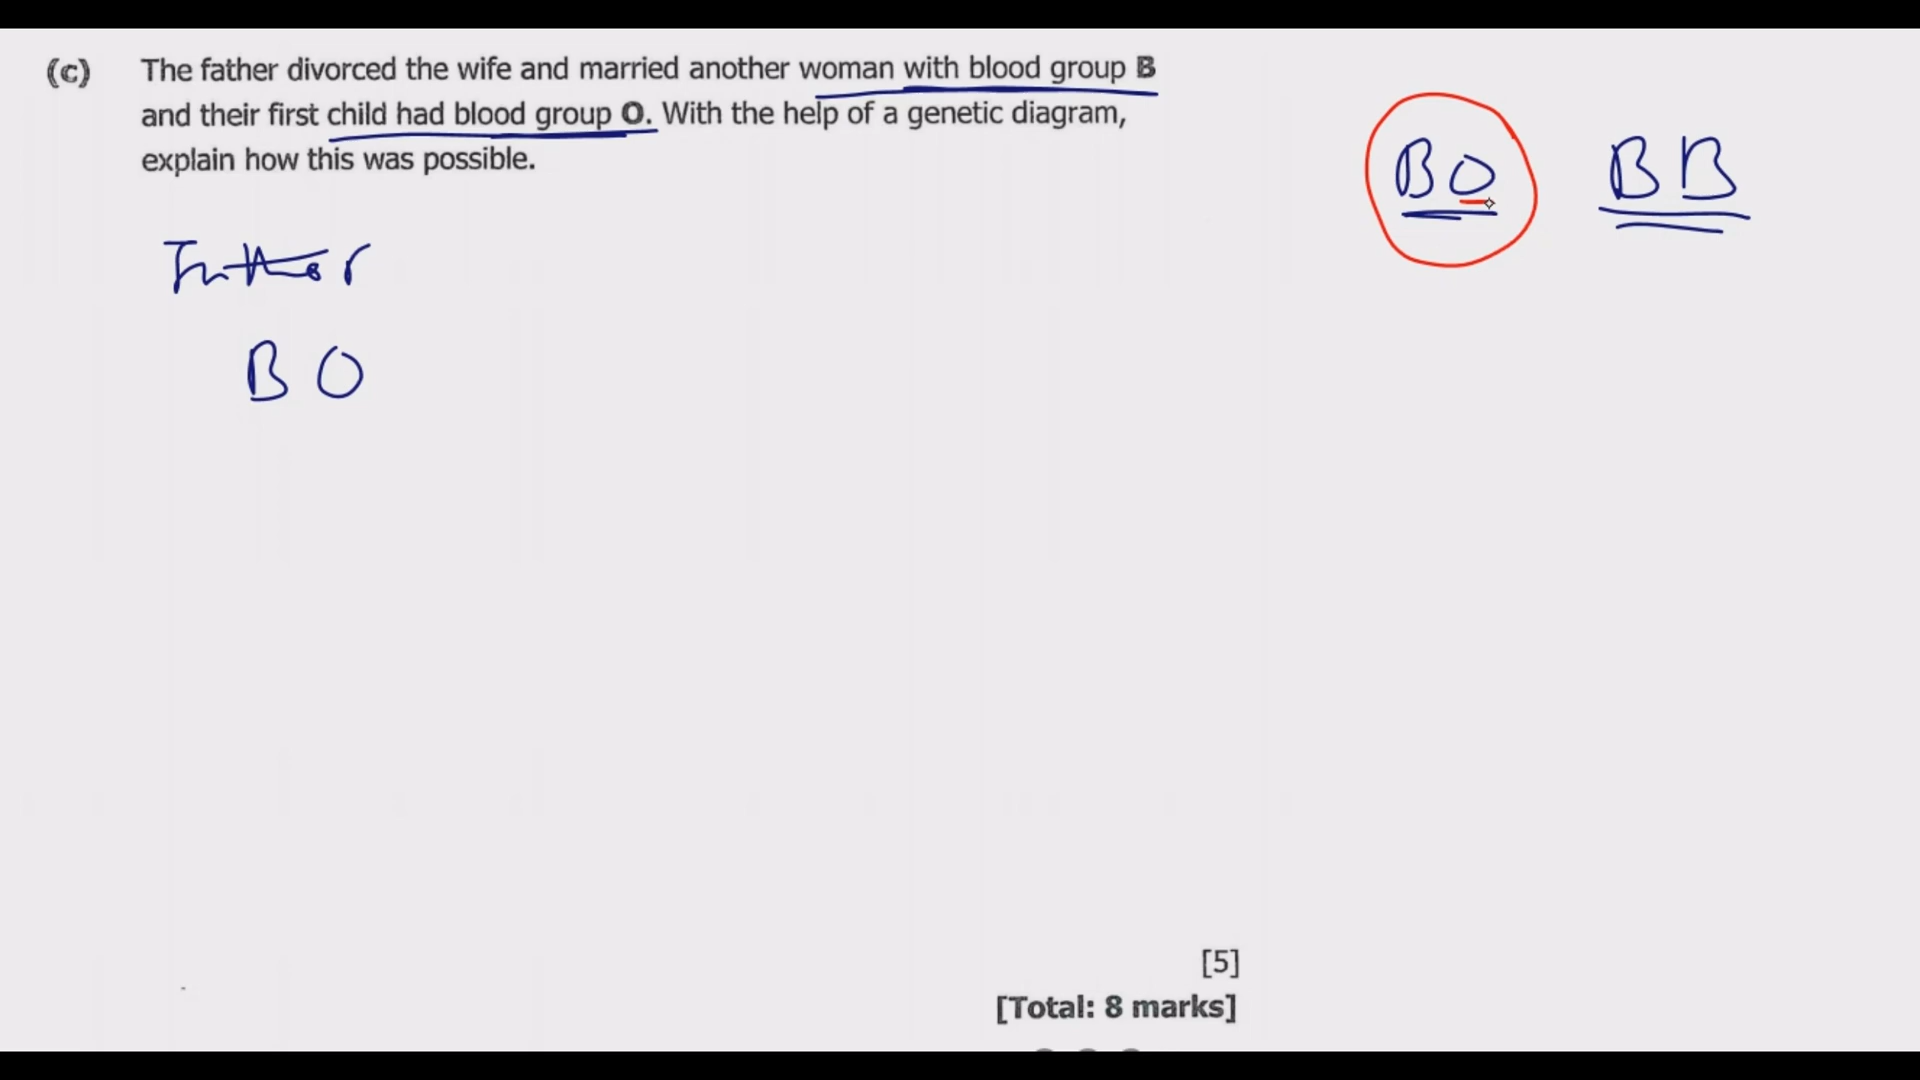 (c) The father divorced the wife and married another woman with blood group B
and their first child had blood group O. With the help of a genetic diagram,
explain how this was possible.
BO BB
Father
B O
[5]
[Total: 8 marks]